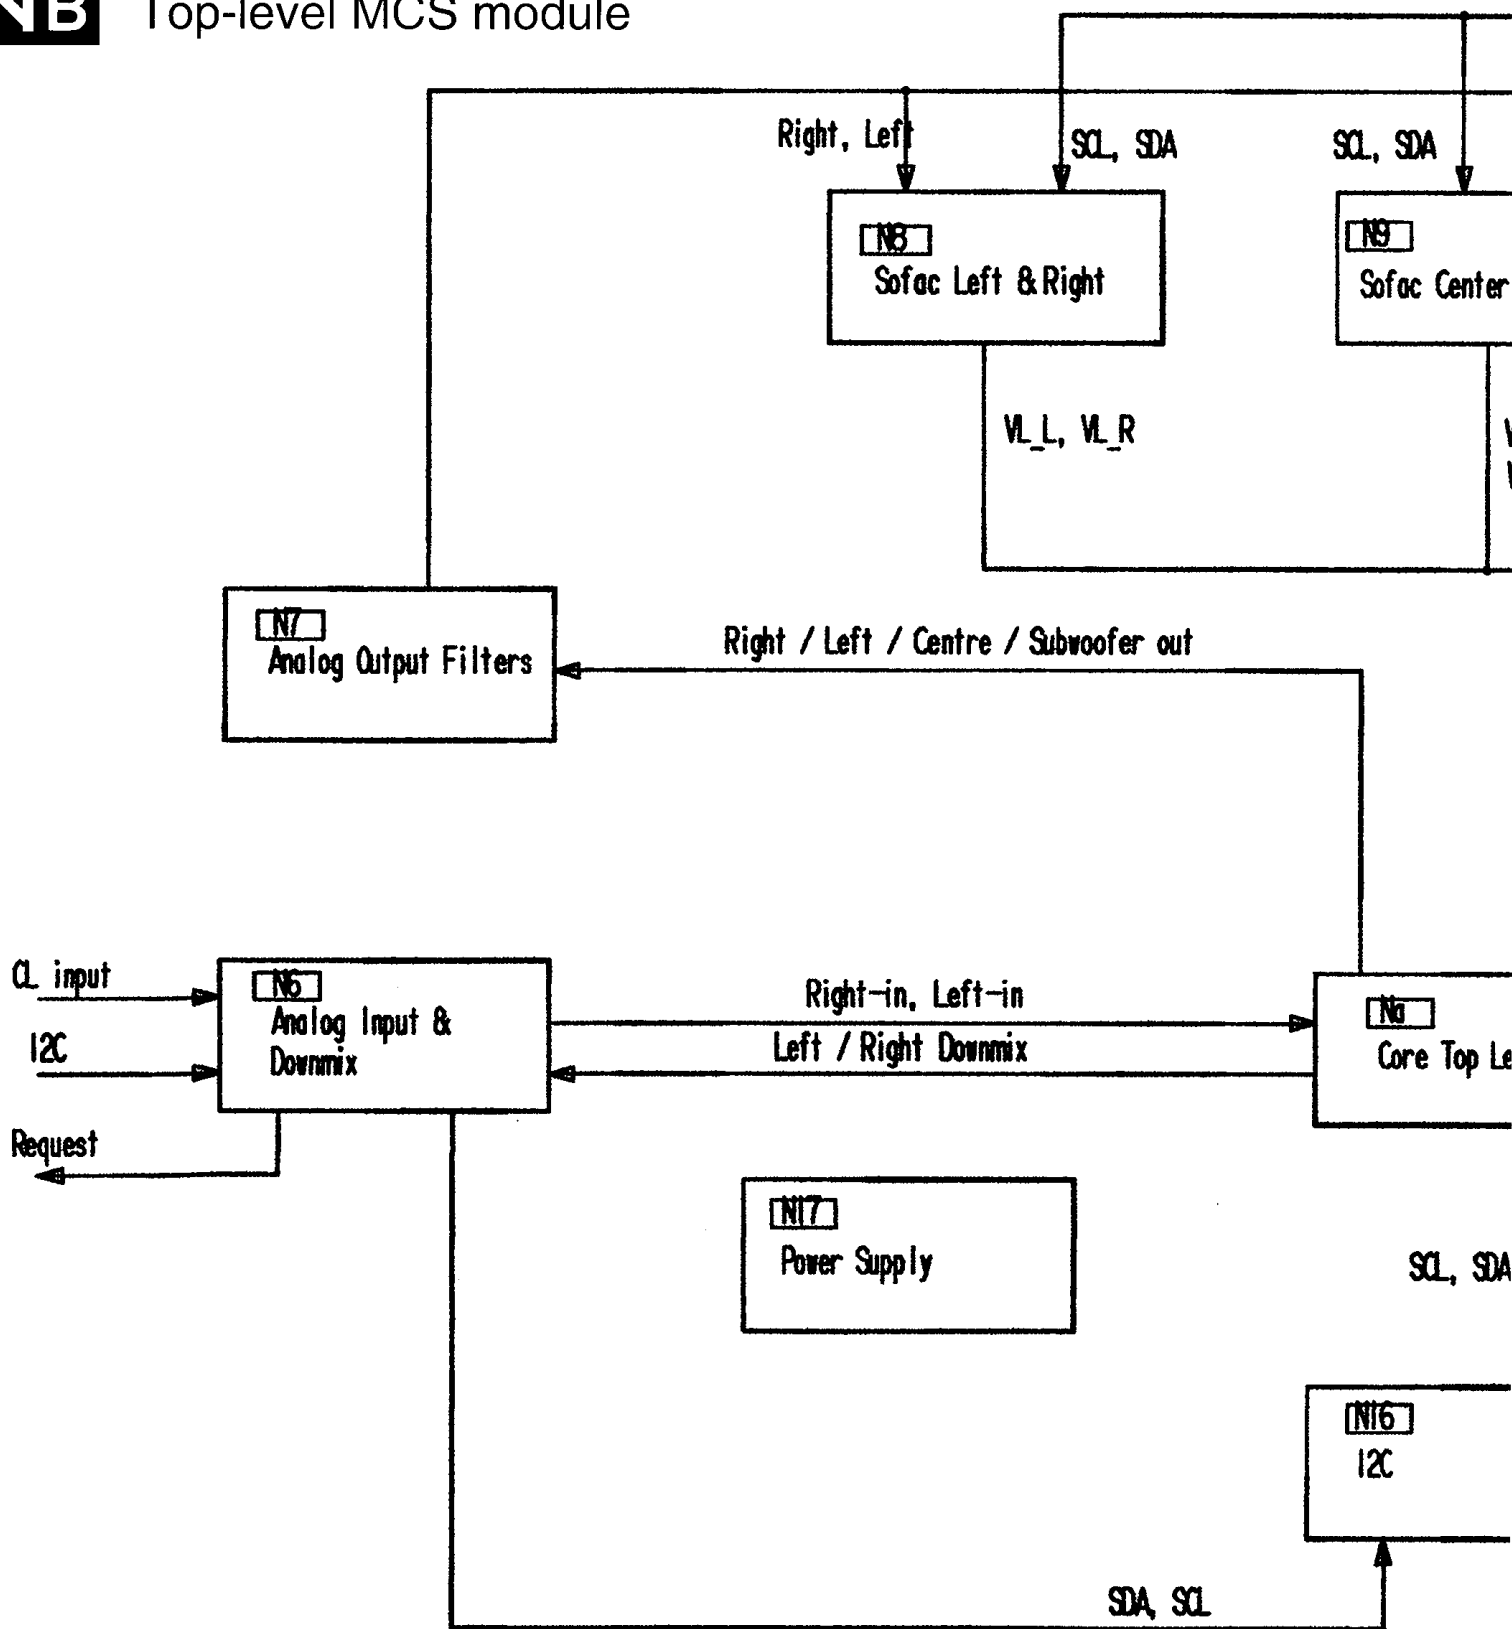 NB Top-level MCS module
Right, Left
SCL, SDA
SCL, SDA
N8
Sofac Left & Right
N9
Sofac Center
VL_L, VL_R
N7
Analog Output Filters
Right / Left / Centre / Subwoofer out
CL input
I2C
Request
N6
Analog Input &
Downmix
Right-in, Left-in
Left / Right Downmix
Na
Core Top
N17
Power Supply
SCL, SDA
N16
I2C
SDA, SCL